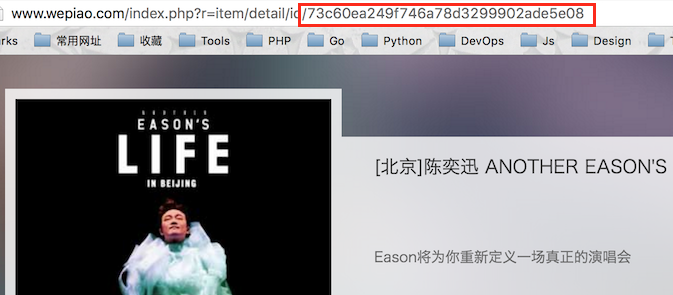 www.wepiao.com/index.php?r=item/detail/id/73c60ea249f746a78d3299902ade5e08
arks 常用网址 收藏 Tools PHP Go Python DevOps Js Design
ANOTHER
EASON'S
LIFE
IN BEIJING
[北京]陈奕迅 ANOTHER EASON'S
Eason将为你重新定义一场真正的演唱会